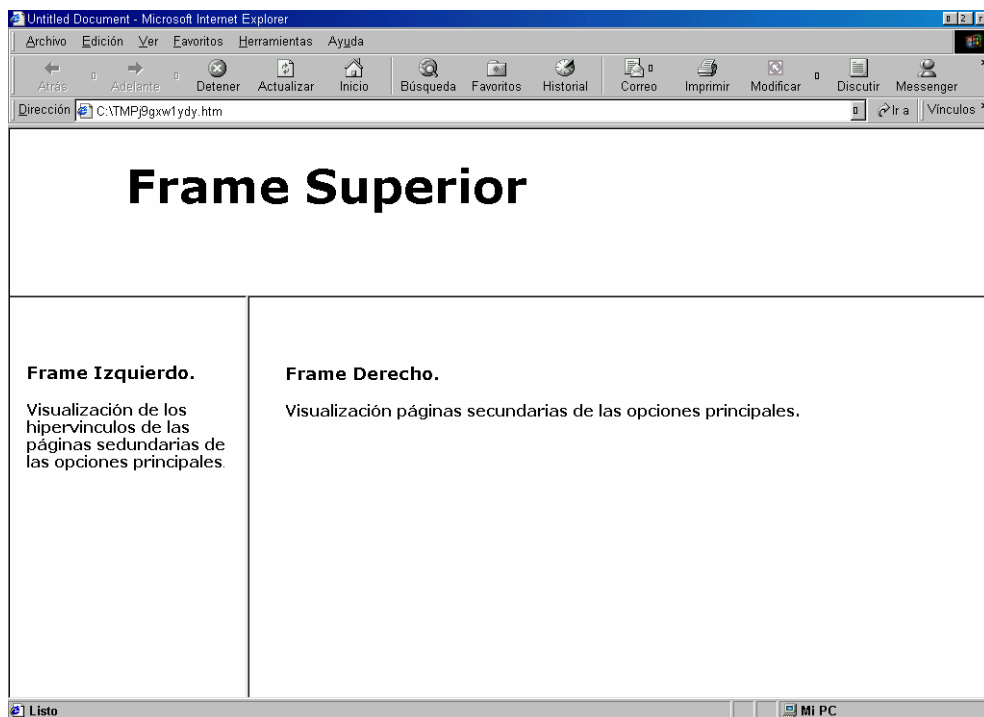 Untitled Document - Microsoft Internet Explorer
Archivo Edición Ver Favoritos Herramientas Ayuda
Atrás Adelante Detener Actualizar Inicio Búsqueda Favoritos Historial Correo Imprimir Modificar Discutir Messenger
Dirección C:\TMPj9gxw1ydy.htm Ir a Vínculos
Frame Superior
Frame Izquierdo.
Visualización de los
hipervinculos de las
páginas sedundarias de
las opciones principales.
Frame Derecho.
Visualización páginas secundarias de las opciones principales.
Listo Mi PC